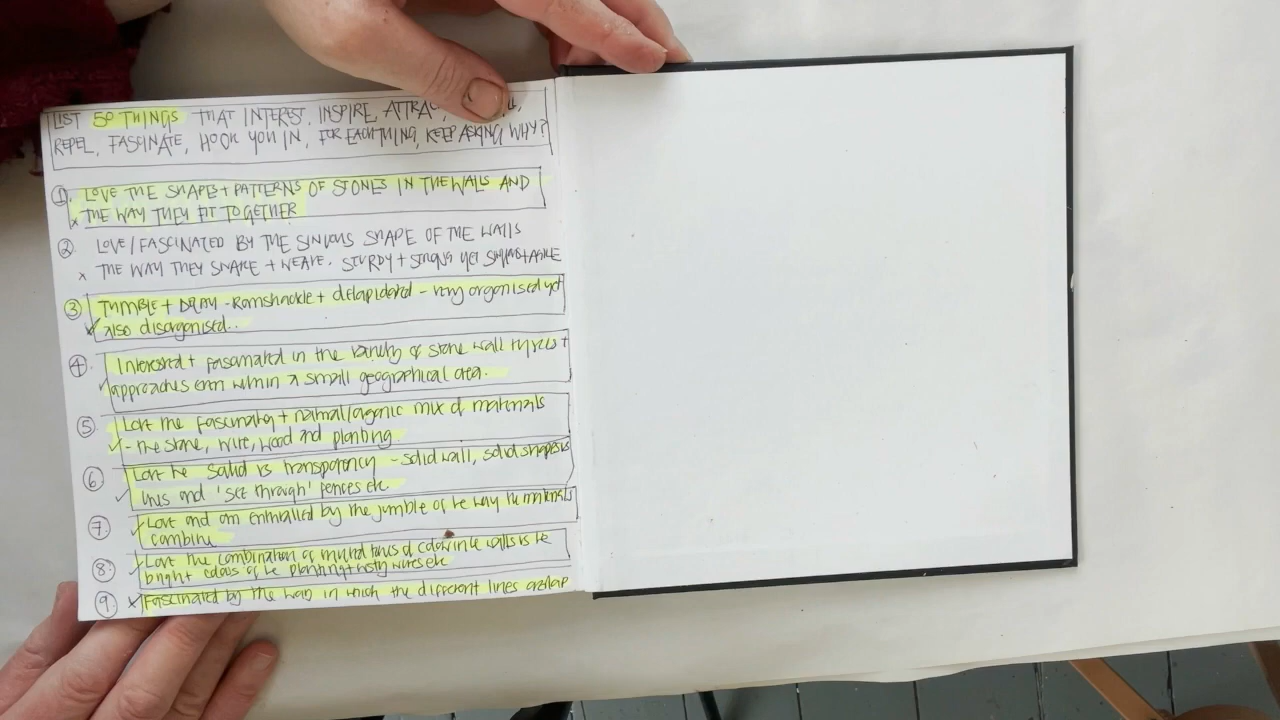 LIST 50 THINGS THAT INTEREST, INSPIRE,
REPEL, FASCINATE, HOOK YOU IN, FOR EACH THING, KEEP ASKING WHY?
① LOVE THE SHAPES + PATTERNS OF STONES IN THE WALLS AND
THE WAY THEY FIT TOGETHER
② LOVE/FASCINATED BY THE SINUOUS SHAPE OF THE WALLS
x THE WAY THEY SNAKE + WEAVE. STURDY + STRONG YET
③ TUMBLE + DECAY - Ramshackle + delapidated - very organised yet
also disorganised..
④ Interested + fascinated in the variety of stone wall types +
approaches even within a small geographical area.
⑤ Love the fascinating + natural/organic mix of materials
- the stone, wire, wood and planting.
⑥ Love the solid vs transparency - solid wall, solid shapes vs
lines and 'see through' fences etc.
⑦ Love and am enthralled by the jumble of the way the materials
combine
⑧ Love the combination of muted tones of colour in the walls vs the
bright colours of the planting + rusty wires etc
⑨ Fascinated by the way in which the different lines overlap